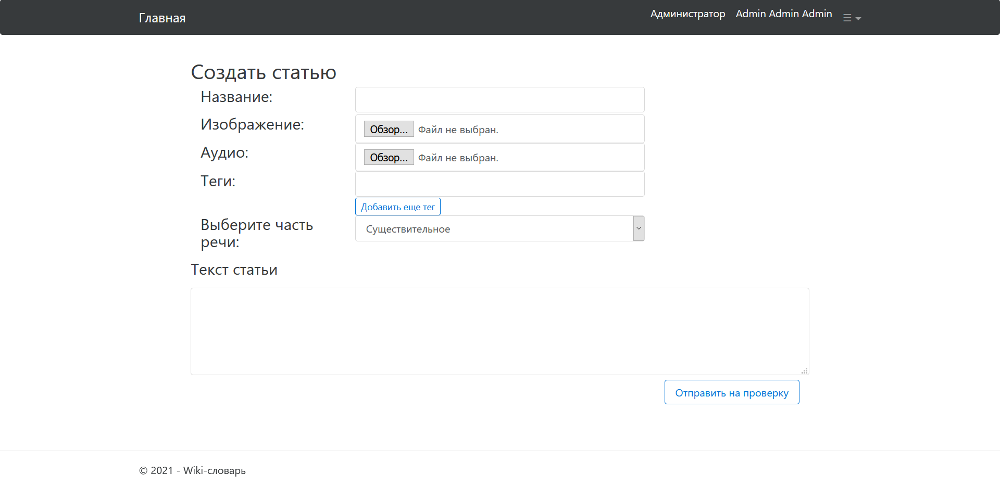 Главная
Администратор Admin Admin Admin
Создать статью
Название:
Изображение:
Обзор... Файл не выбран.
Аудио:
Обзор... Файл не выбран.
Теги:
Добавить еще тег
Выберите часть
речи:
Существительное
Текст статьи
Отправить на проверку
© 2021 - Wiki-словарь